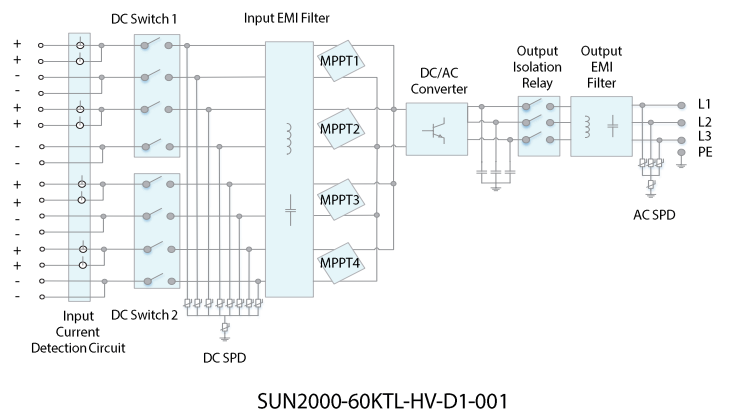 DC Switch 1
Input EMI Filter
+
+
-
-
+
+
-
-
+
+
-
-
+
+
-
-
MPPT1
MPPT2
MPPT3
MPPT4
DC/AC
Converter
Output
Isolation
Relay
Output
EMI
Filter
L1
L2
L3
PE
AC SPD
Input
Current
Detection Circuit
DC Switch 2
DC SPD
SUN2000-60KTL-HV-D1-001